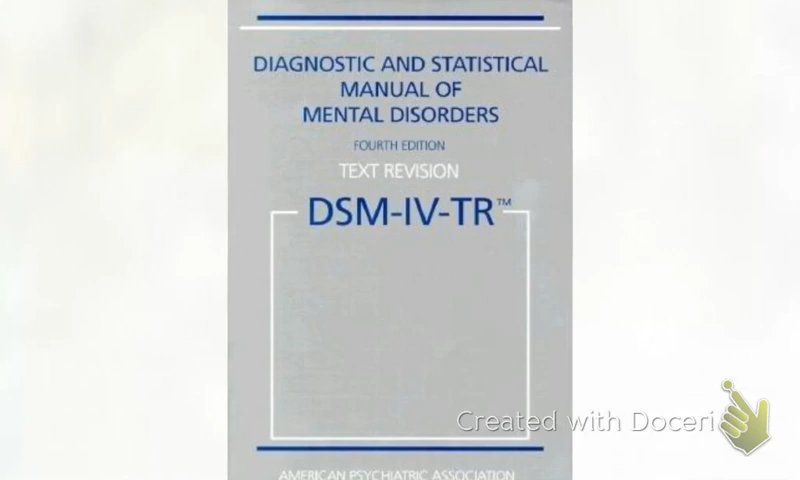 DIAGNOSTIC AND STATISTICAL
MANUAL OF
MENTAL DISORDERS
FOURTH EDITION
TEXT REVISION
DSM-IV-TR™
Created with Doceri
AMERICAN PSYCHIATRIC ASSOCIATION